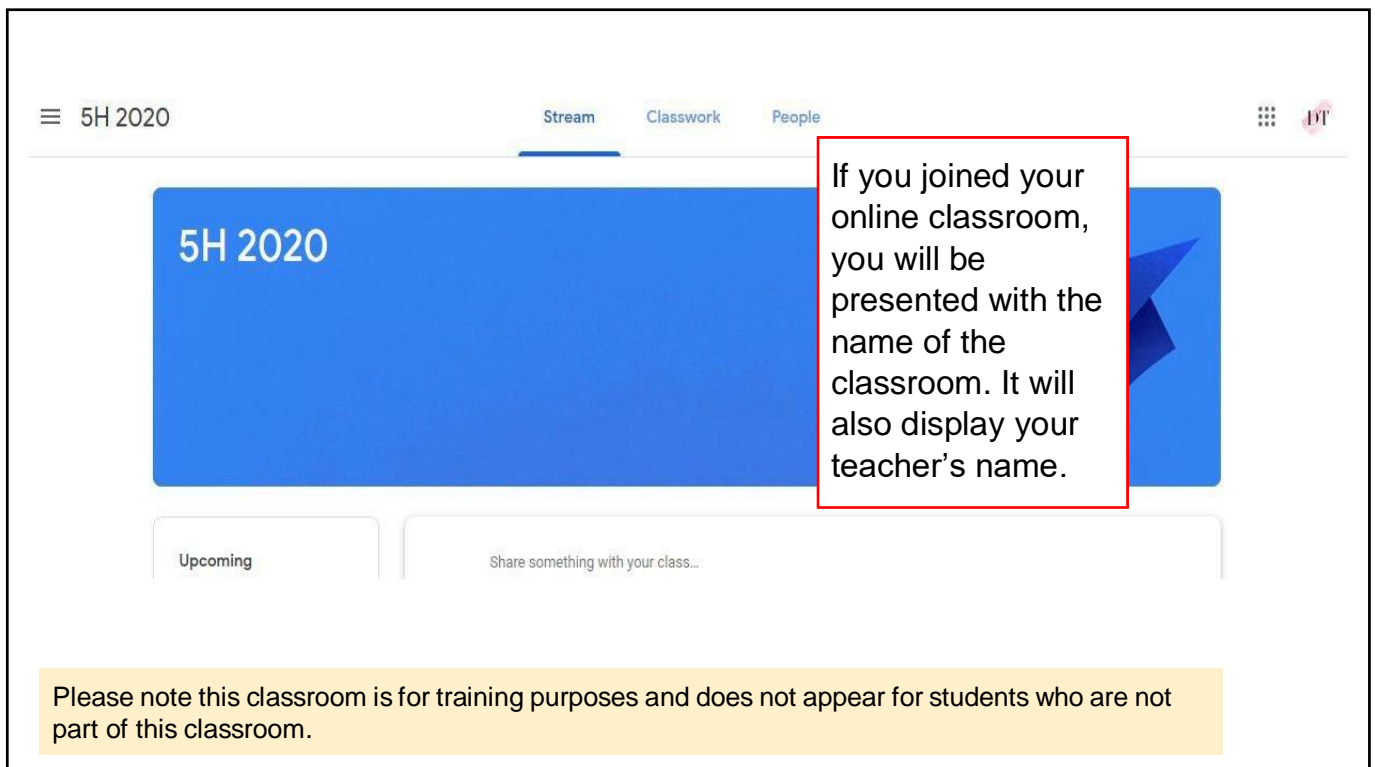 5H 2020
Stream Classwork People
DT
5H 2020
If you joined your
online classroom,
you will be
presented with the
name of the
classroom. It will
also display your
teacher’s name.
Upcoming
Share something with your class...
Please note this classroom is for training purposes and does not appear for students who are not
part of this classroom.